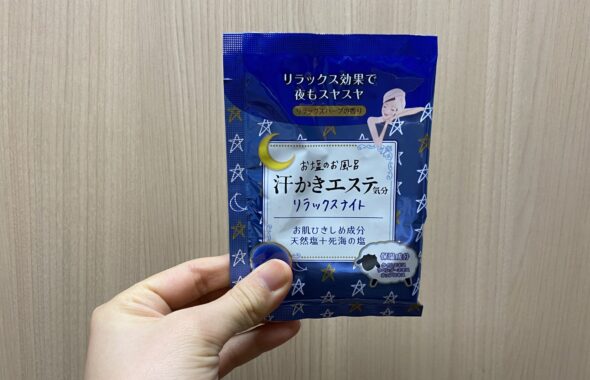 リラックス効果で
夜もスヤスヤ
リラックスハーブの香り
お塩のお風呂
汗かきエステ気分
リラックスナイト
お肌ひきしめ成分
天然塩+死海の塩
保湿成分